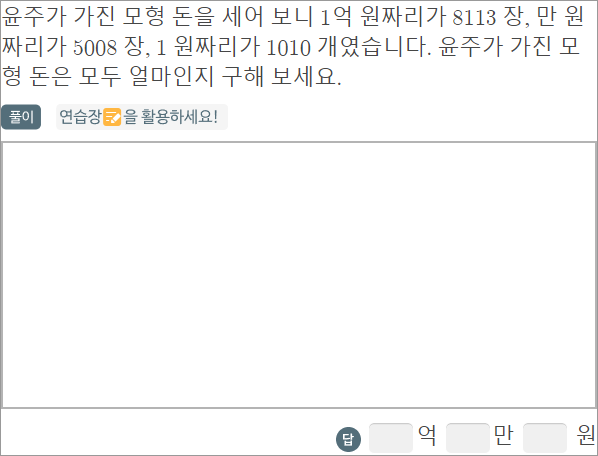 윤주가 가진 모형 돈을 세어 보니 1억 원짜리가 8113 장, 만 원
짜리가 5008 장, 1 원짜리가 1010 개였습니다. 윤주가 가진 모
형 돈은 모두 얼마인지 구해 보세요.
풀이 연습장📝을 활용하세요!
답 억 만 원